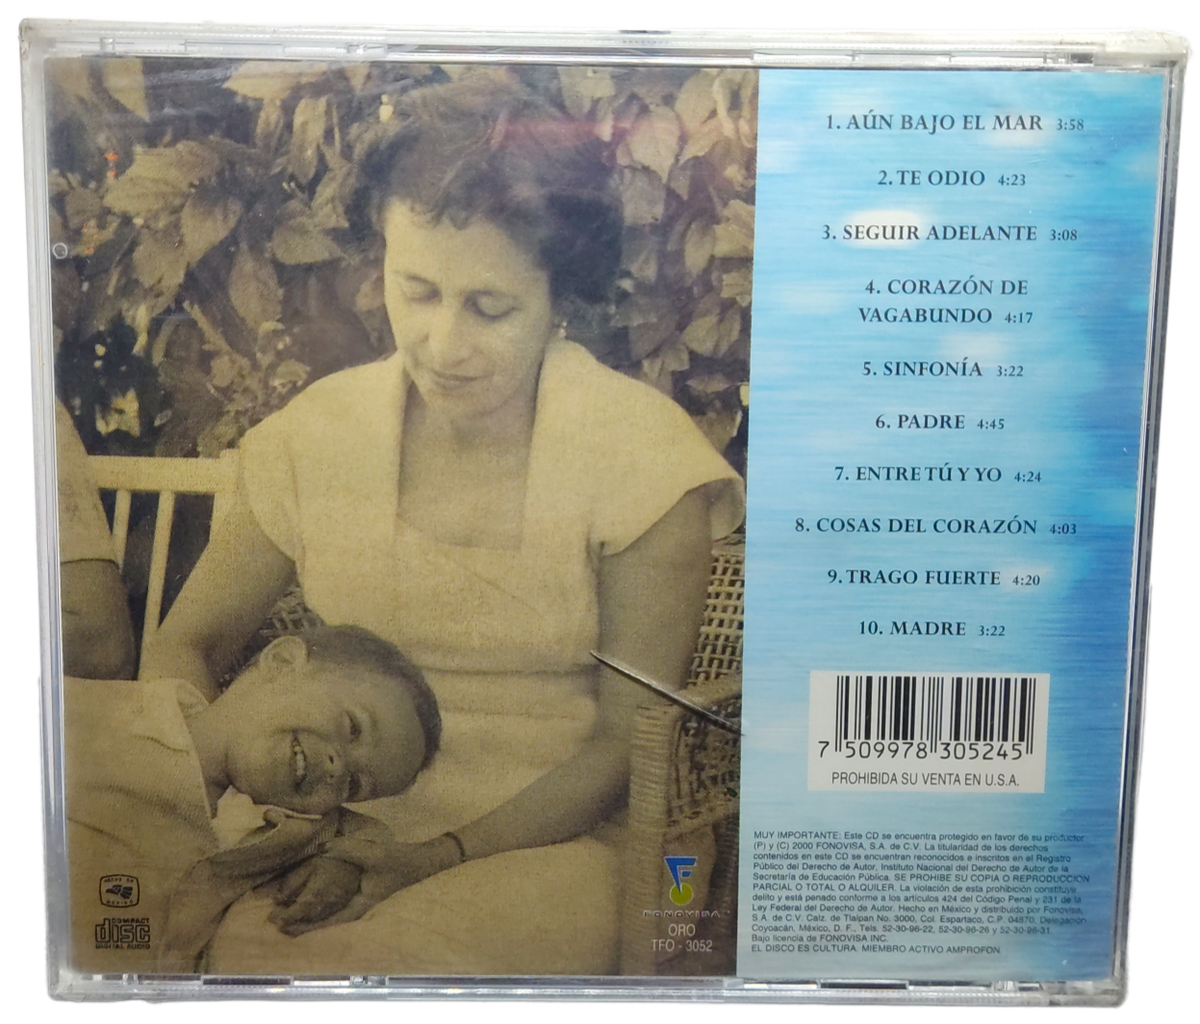 1. AÚN BAJO EL MAR 3:58
2. TE ODIO 4:23
3. SEGUIR ADELANTE 3:08
4. CORAZÓN DE
VAGABUNDO 4:17
5. SINFONÍA 3:22
6. PADRE 4:45
7. ENTRE TÚ Y YO 4:24
8. COSAS DEL CORAZÓN 4:03
9. TRAGO FUERTE 4:20
10. MADRE 3:22
7 509978 305245
PROHIBIDA SU VENTA EN U.S.A.
MUY IMPORTANTE: Este CD se encuentra protegido en favor de su productor
(P) y (C) 2000 FONOVISA, S.A. de C.V. La titularidad de los derechos
contenidos en este CD se encuentran reconocidos e inscritos en el Registro
Público del Derecho de Autor, Instituto Nacional del Derecho de Autor de la
Secretaría de Educación Pública. SE PROHIBE SU COPIA O REPRODUCCION
PARCIAL O TOTAL O ALQUILER. La violación de esta prohibición constituye
delito y está penado conforme a los artículos 424 del Código Penal y 231 de la
Ley Federal del Derecho de Autor. Hecho en México y distribuido por Fonovisa,
S.A. de C.V. Calz. de Tlalpan No. 3000, Col. Espartaco, C.P. 04870, Delegación
Coyoacán, México, D. F., Tels. 52-30-96-22, 52-30-96-26 y 52-30-96-31,
Bajo licencia de FONOVISA INC.
EL DISCO ES CULTURA. MIEMBRO ACTIVO AMPROFON.
FONOVISA
ORO
TFO - 3052
HECHO EN
MEXICO
COMPACT
disc
DIGITAL AUDIO